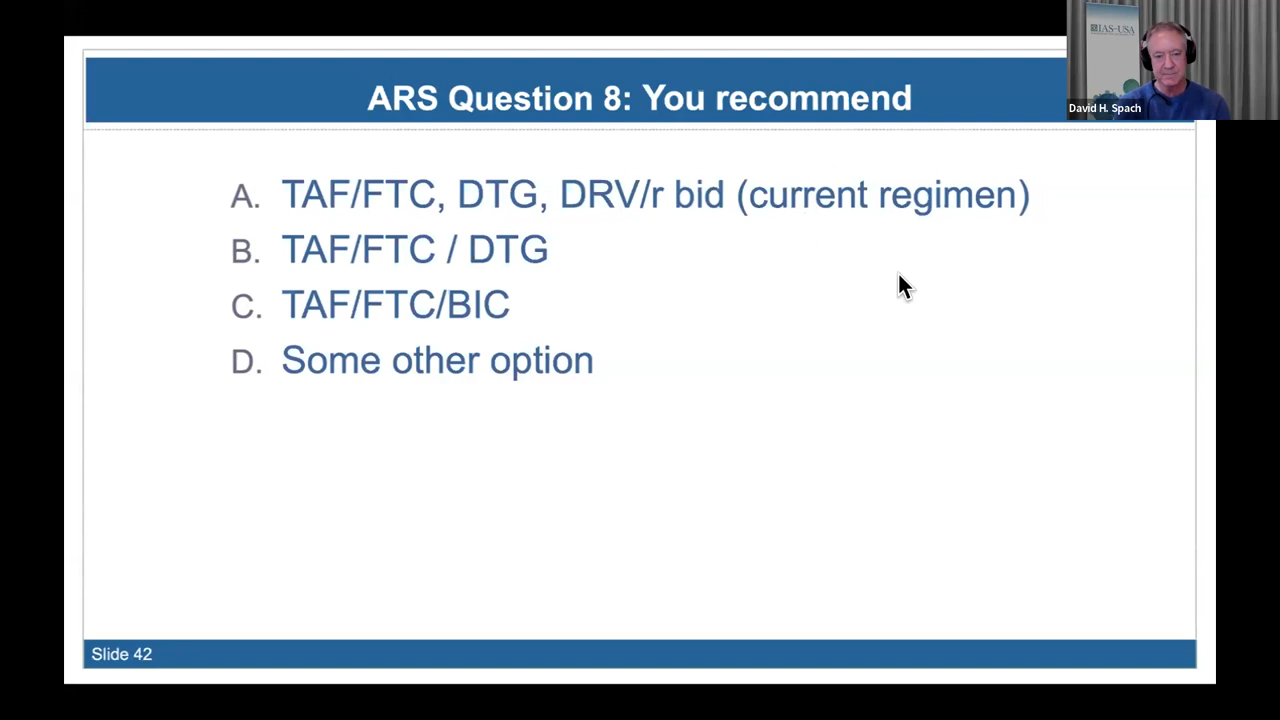 IAS-USA
David H. Spach
ARS Question 8: You recommend
A. TAF/FTC, DTG, DRV/r bid (current regimen)
B. TAF/FTC / DTG
C. TAF/FTC/BIC
D. Some other option
Slide 42